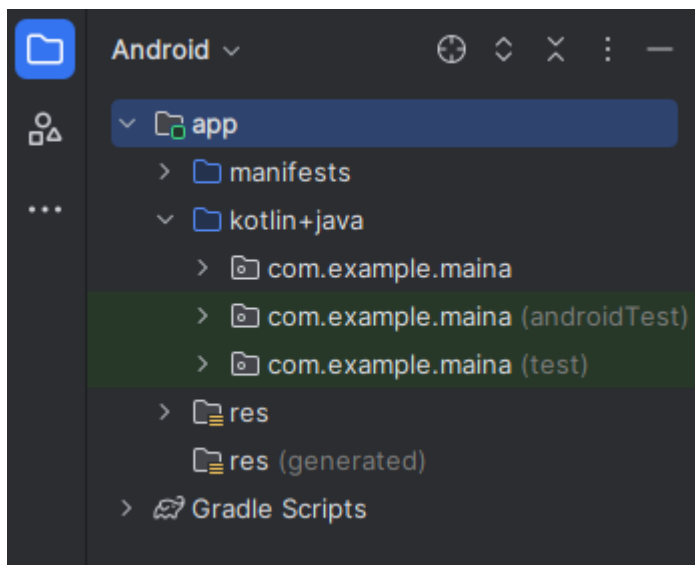 Android
app
manifests
kotlin+java
com.example.maina
com.example.maina (androidTest)
com.example.maina (test)
res
res (generated)
Gradle Scripts